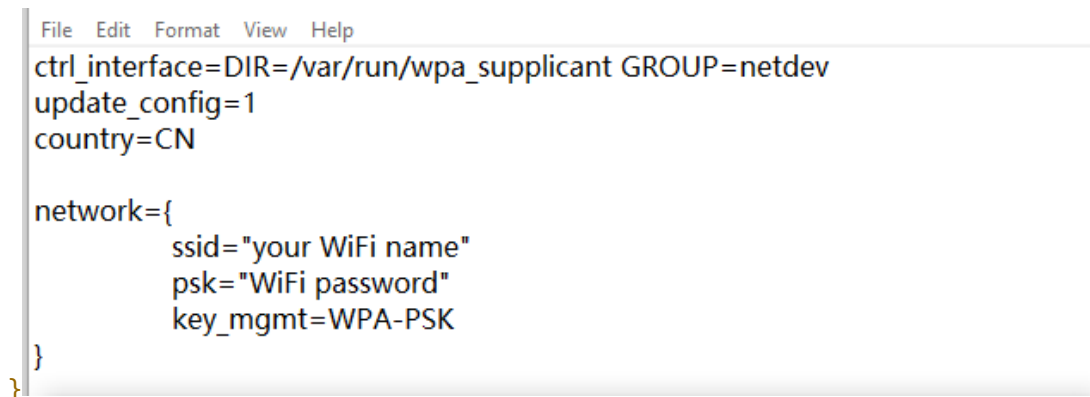 File Edit Format View Help
ctrl_interface=DIR=/var/run/wpa_supplicant GROUP=netdev
update_config=1
country=CN
network={
ssid="your WiFi name"
psk="WiFi password"
key_mgmt=WPA-PSK
}
}